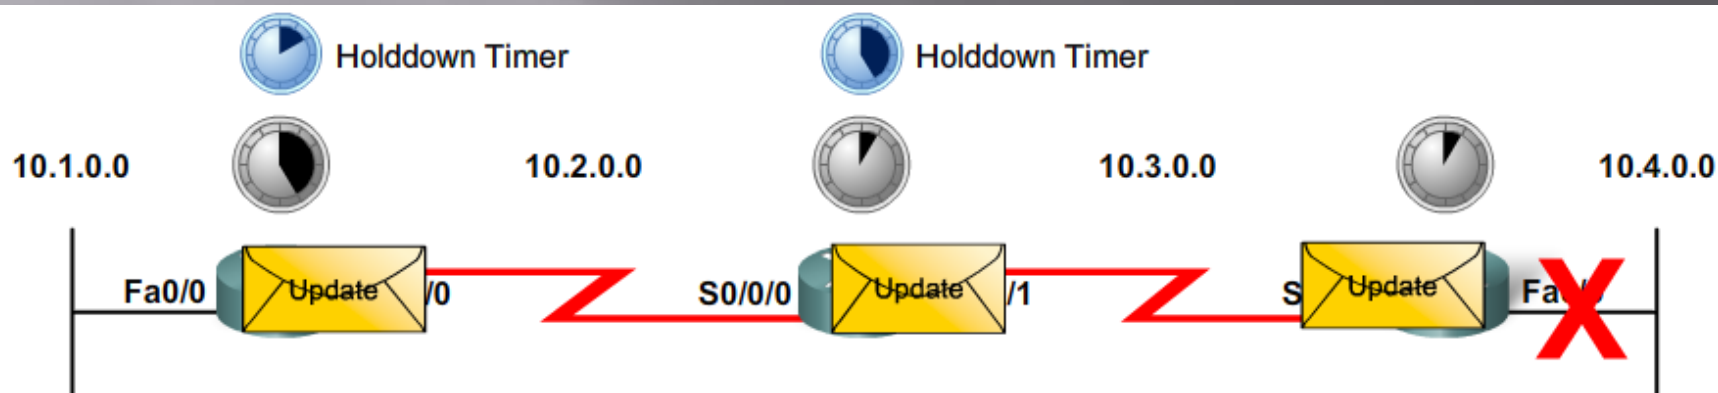 Holddown Timer
Holddown Timer
10.1.0.0
10.2.0.0
10.3.0.0
10.4.0.0
Fa0/0
Update
/0
S0/0/0
Update
/1
S
Update
Fa